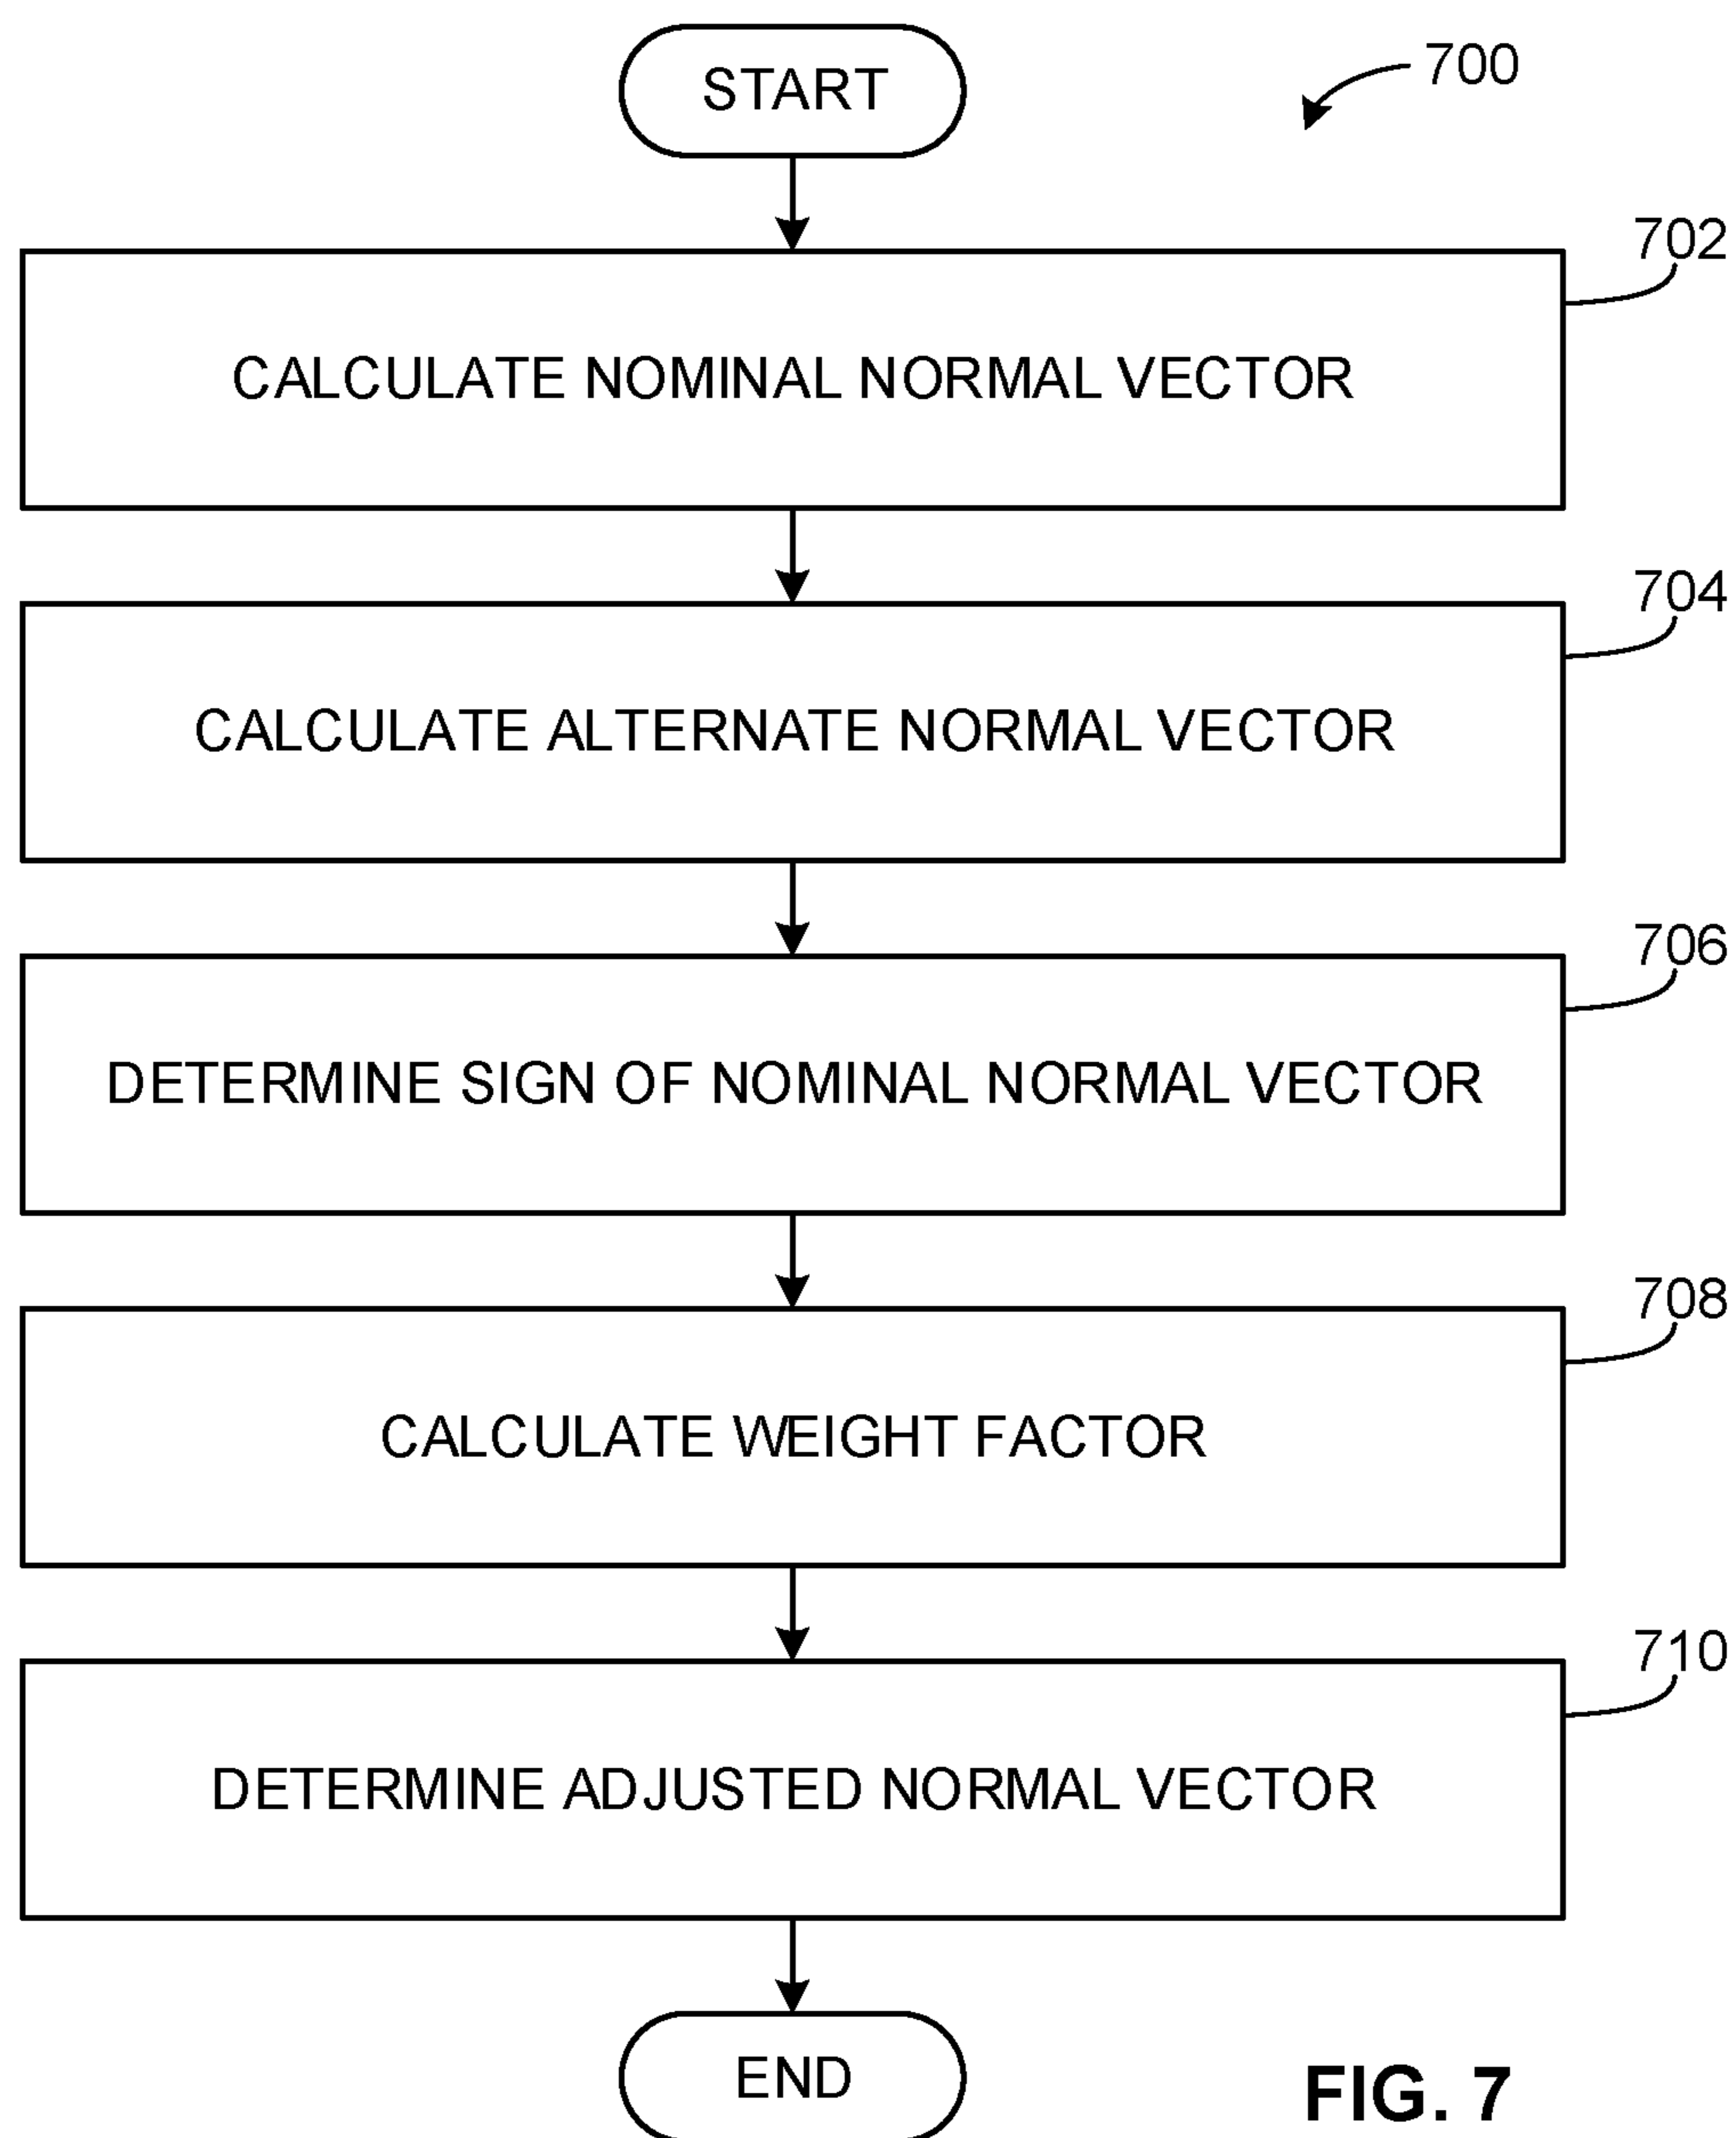 START
700
702
CALCULATE NOMINAL NORMAL VECTOR
704
CALCULATE ALTERNATE NORMAL VECTOR
706
DETERMINE SIGN OF NOMINAL NORMAL VECTOR
708
CALCULATE WEIGHT FACTOR
710
DETERMINE ADJUSTED NORMAL VECTOR
END
FIG. 7